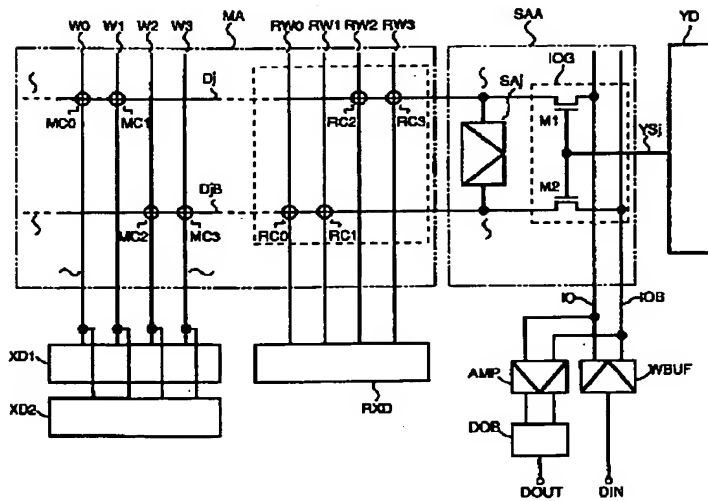 W0 W1 W2 W3 MA RW0 RW1 RW2 RW3 SAA YD
IOG
Dj SAj
MC0 MC1 RC2 RC3 M1
YSj
M2
DjB
MC2 MC3 RC0 RC1
IO IOB
XD1 AMP WBUF
XD2 RXD
DOB
DOUT DIN